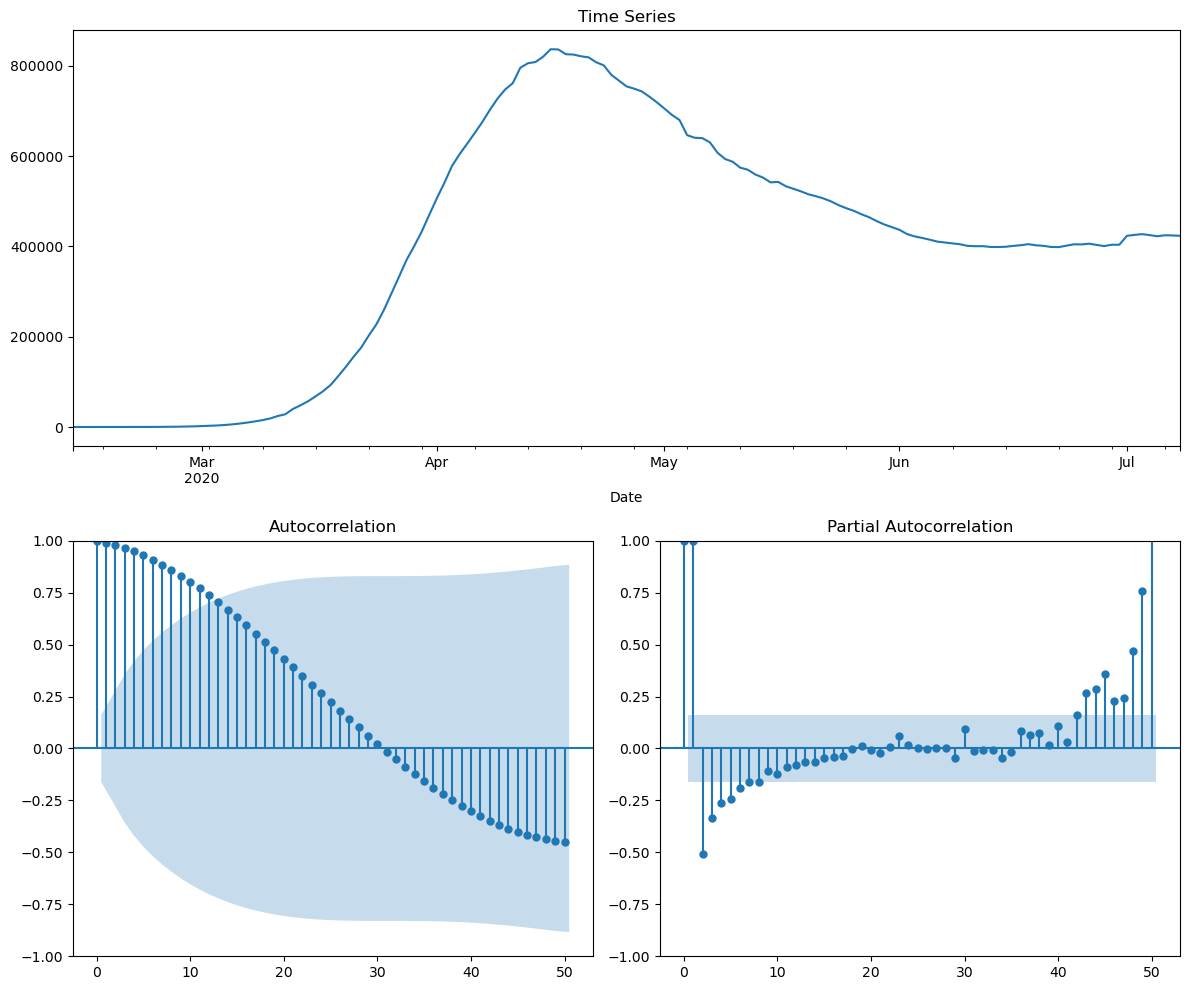 Time Series
800000
600000
400000
200000
0
Mar
2020
Apr
May
Jun
Jul
Date
Autocorrelation
1.00
0.75
0.50
0.25
0.00
−0.25
−0.50
−0.75
−1.00
0 10 20 30 40 50
Partial Autocorrelation
1.00
0.75
0.50
0.25
0.00
−0.25
−0.50
−0.75
−1.00
0 10 20 30 40 50